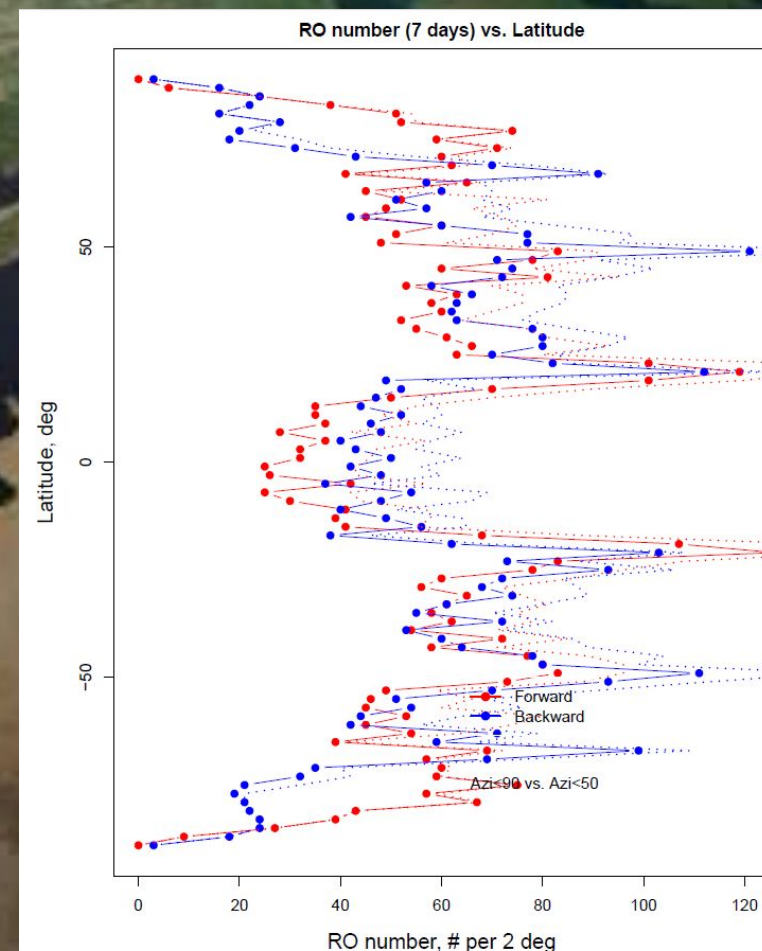 RO number (7 days) vs. Latitude
Latitude, deg
50
0
−50
Forward
Backward
Azi<90 vs. Azi<50
0 20 40 60 80 100 120
RO number, # per 2 deg